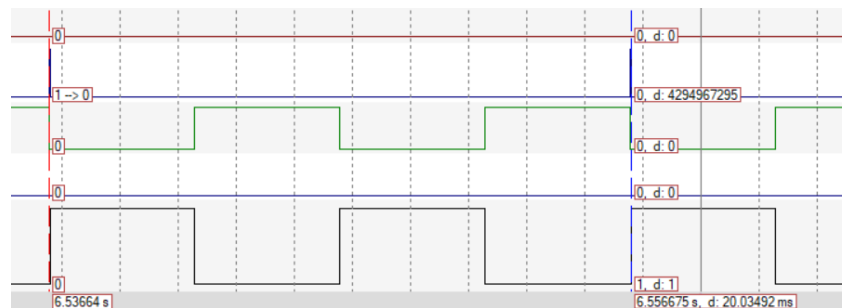 0 0, d: 0
1 --> 0 0, d: 4294967295
0 0, d: 0
0 0, d: 0
0 1, d: 1
6.53664 s 6.556675 s, d: 20.03492 ms